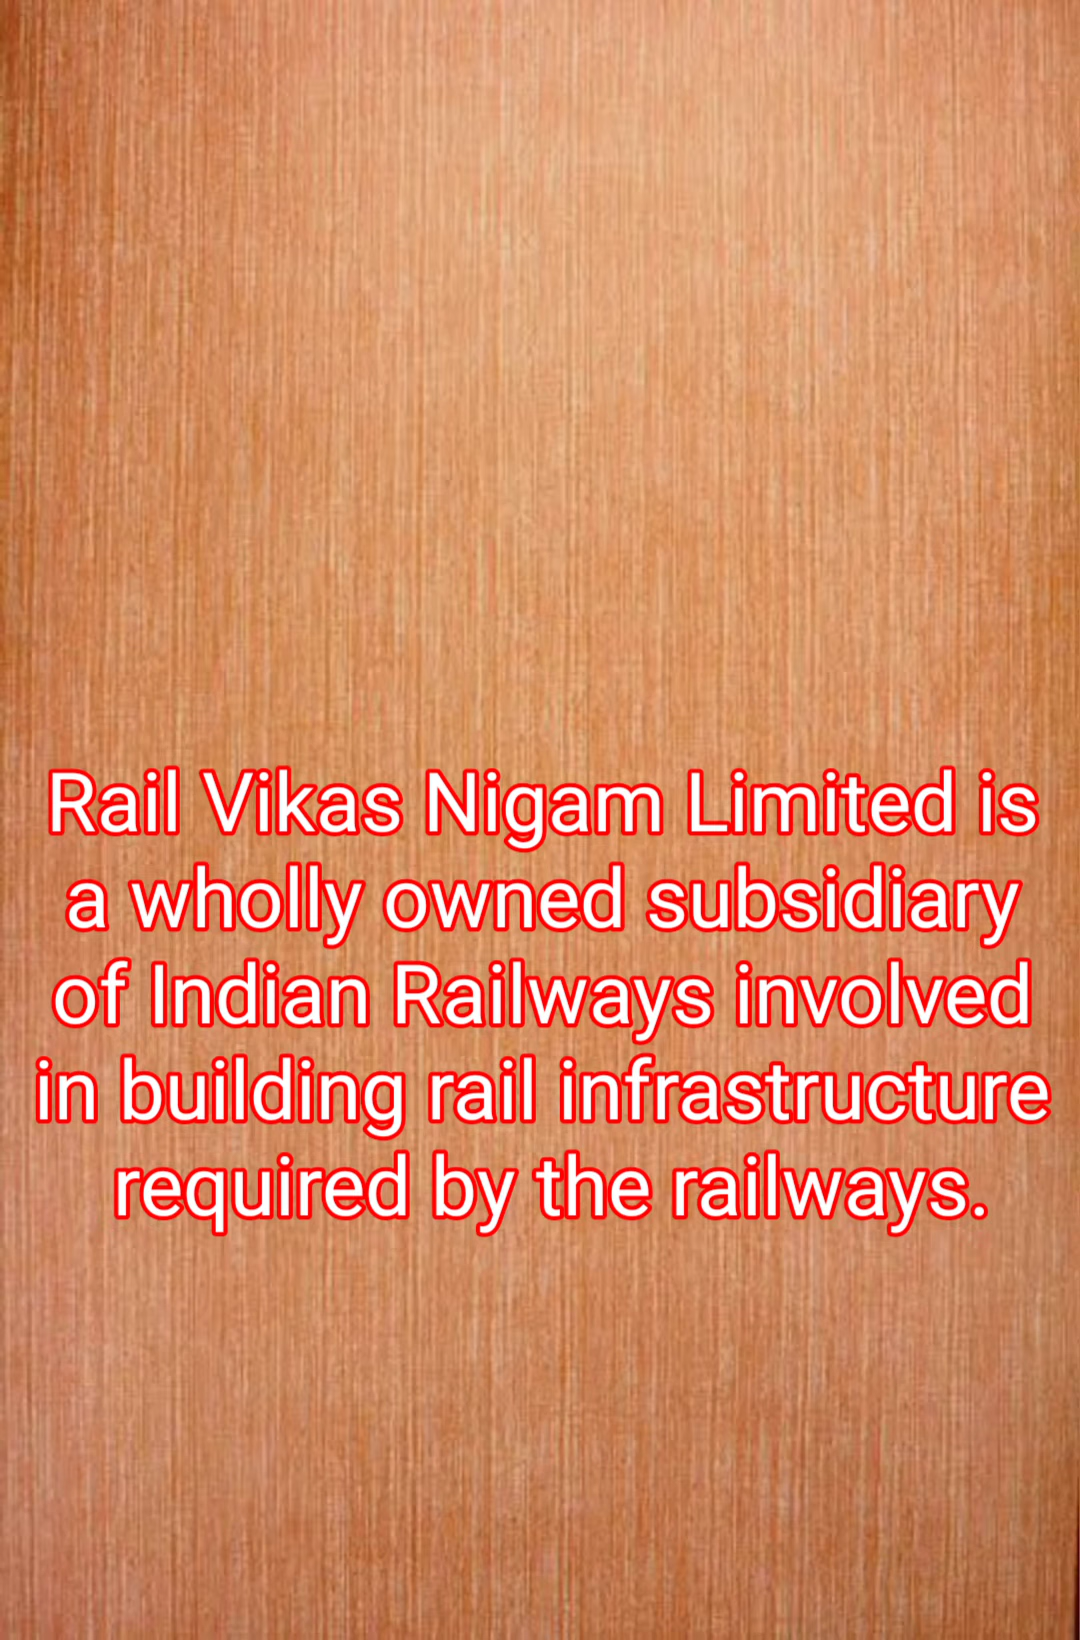 Rail Vikas Nigam Limited is
a wholly owned subsidiary
of Indian Railways involved
in building rail infrastructure
required by the railways.